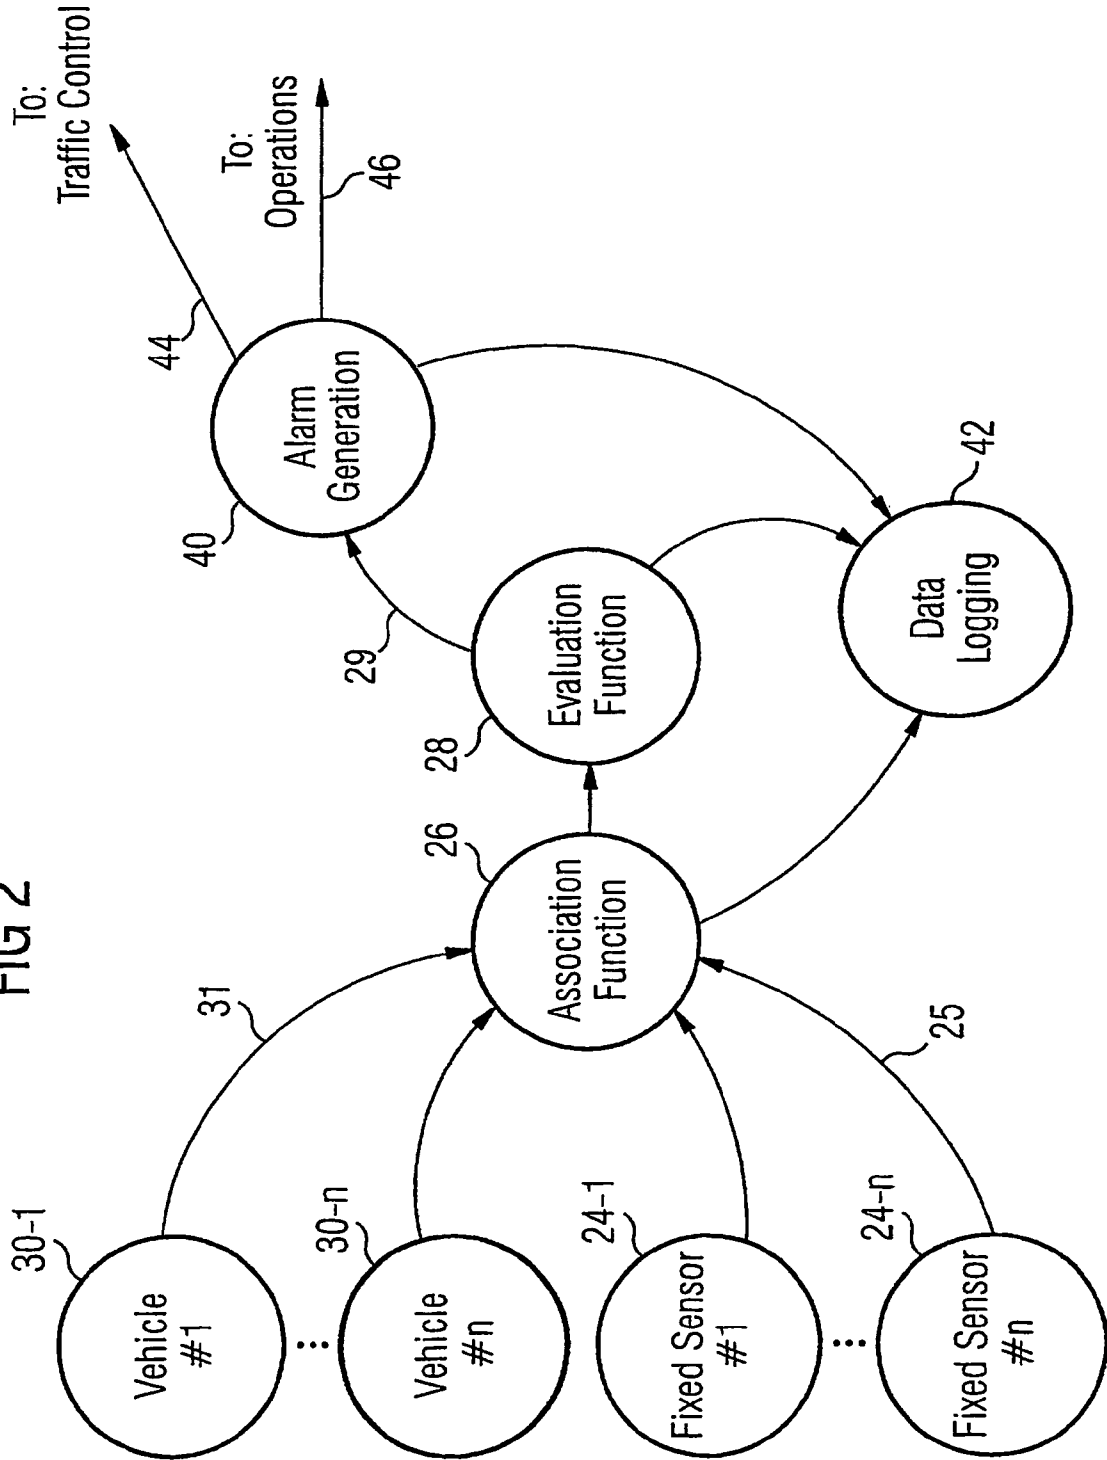 FIG 2
To:
Traffic Control
44
To:
Operations
46
40
Alarm
Generation
29
28
Evaluation
Function
42
Data
Logging
26
Association
Function
31
25
30-1
Vehicle
#1
30-n
Vehicle
#n
24-1
Fixed Sensor
#1
24-n
Fixed Sensor
#n